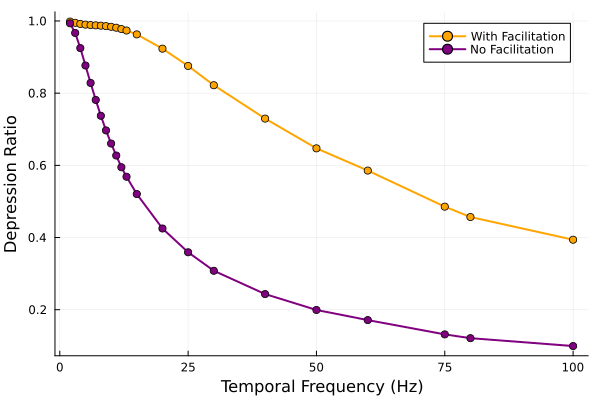 With Facilitation
No Facilitation
Depression Ratio
1.0
0.8
0.6
0.4
0.2
0
25
50
75
100
Temporal Frequency (Hz)